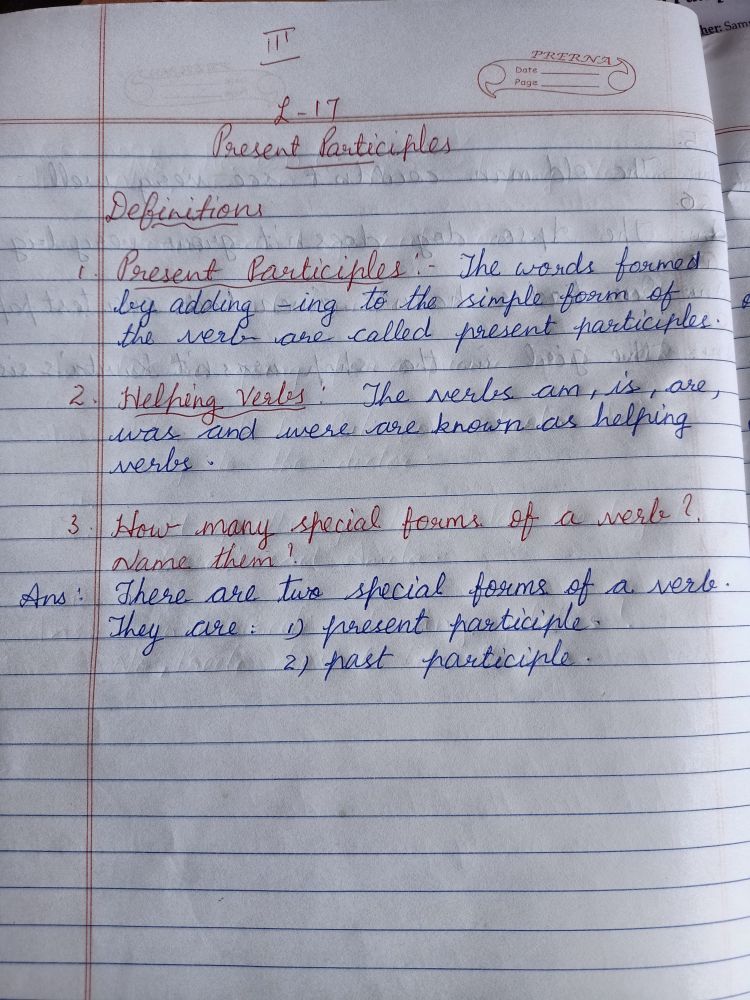 her: Sam
III
PRERNA
Date
Page
L-17
Present Participles
Definitions
1. Present Participles :- The words formed
by adding -ing to the simple form of
the verb are called present participles.
2. Helping Verbs : The verbs am, is, are,
was and were are known as helping
verbs.
3. How many special forms of a verb?
Name them?
Ans: There are two special forms of a verb.
They are : 1) present participle.
2) past participle.